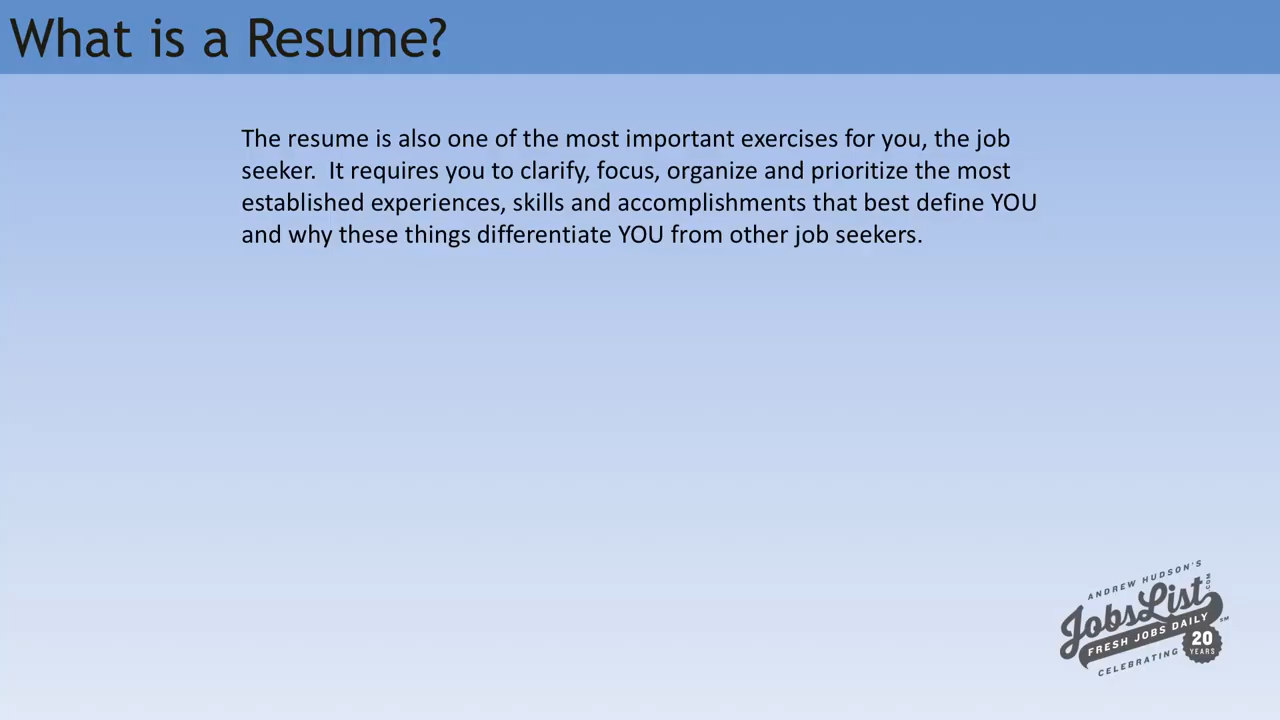 What is a Resume?
The resume is also one of the most important exercises for you, the job
seeker.  It requires you to clarify, focus, organize and prioritize the most
established experiences, skills and accomplishments that best define YOU
and why these things differentiate YOU from other job seekers.
ANDREW HUDSON'S
JobsList.COM
FRESH JOBS DAILY SM
CELEBRATING 20 YEARS